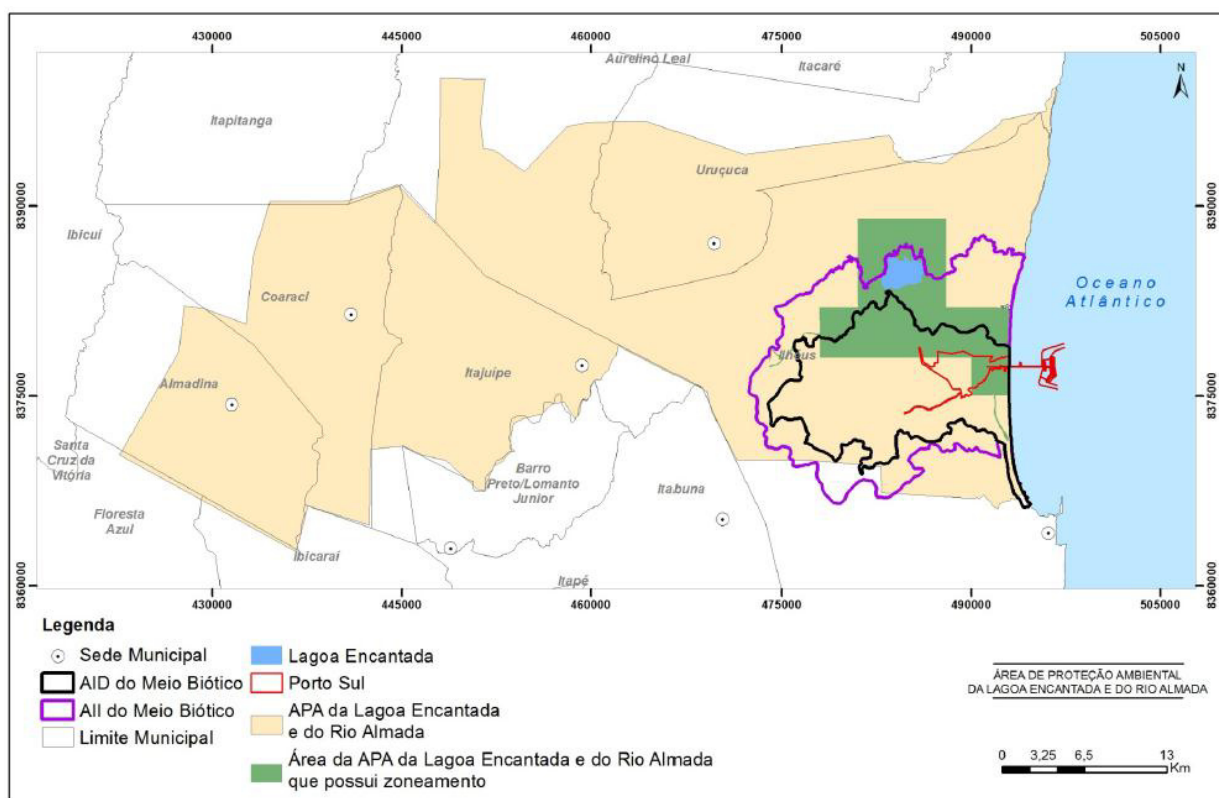 430000
445000
460000
475000
490000
505000
Aurelino Leal
Itacaré
N
Itapitanga
Uruçuca
8390000
8390000
Ibicuí
Coaraci
Oceano
Atlântico
Ilhéus
Almadina
Itajuípe
8375000
8375000
Santa
Cruz da
Vitória
Barro
Preto/Lomanto
Junior
Itabuna
Floresta
Azul
Ibicaraí
Itapé
8360000
8360000
430000
445000
460000
475000
490000
505000
Legenda
Sede Municipal
AID do Meio Biótico
AII do Meio Biótico
Limite Municipal
Lagoa Encantada
Porto Sul
APA da Lagoa Encantada
e do Rio Almada
Área da APA da Lagoa Encantada e do Rio Almada
que possui zoneamento
ÁREA DE PROTEÇÃO AMBIENTAL
DA LAGOA ENCANTADA E DO RIO ALMADA
0 3,25 6,5 13
Km